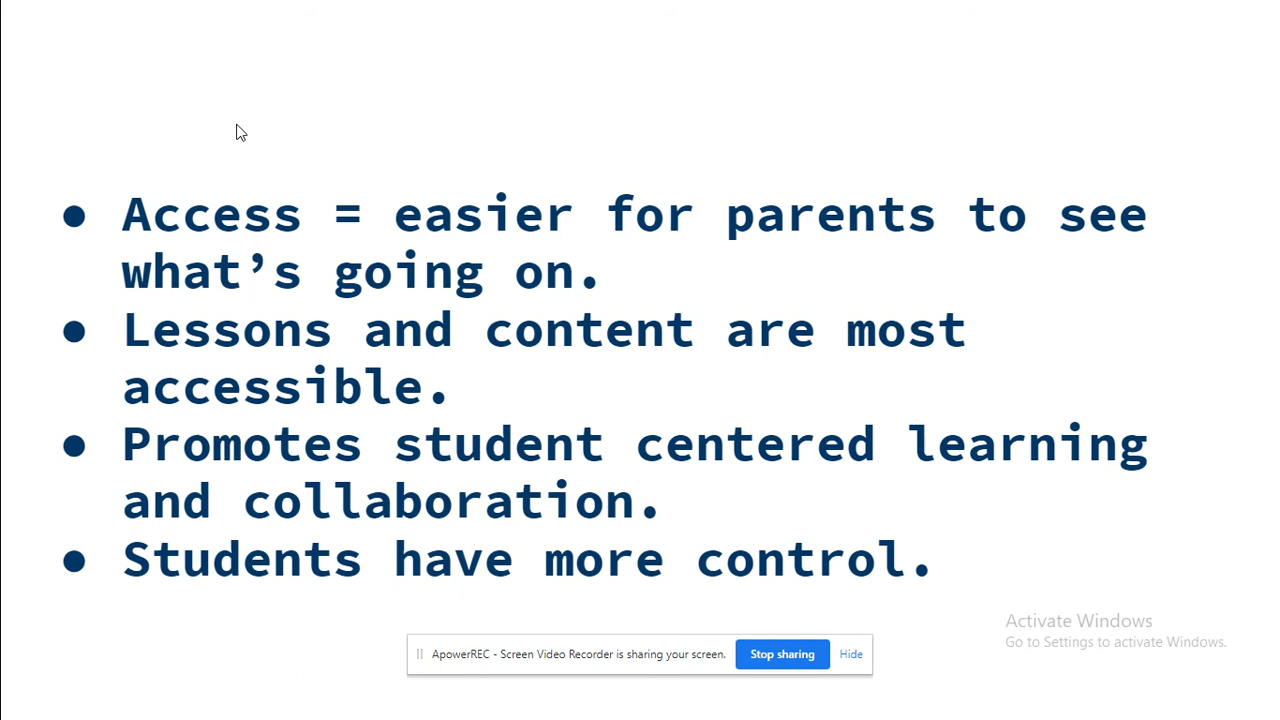 ● Access = easier for parents to see
what’s going on.
● Lessons and content are most
accessible.
● Promotes student centered learning
and collaboration.
● Students have more control.
Activate Windows
Go to Settings to activate Windows.
ApowerREC - Screen Video Recorder is sharing your screen. Stop sharing Hide